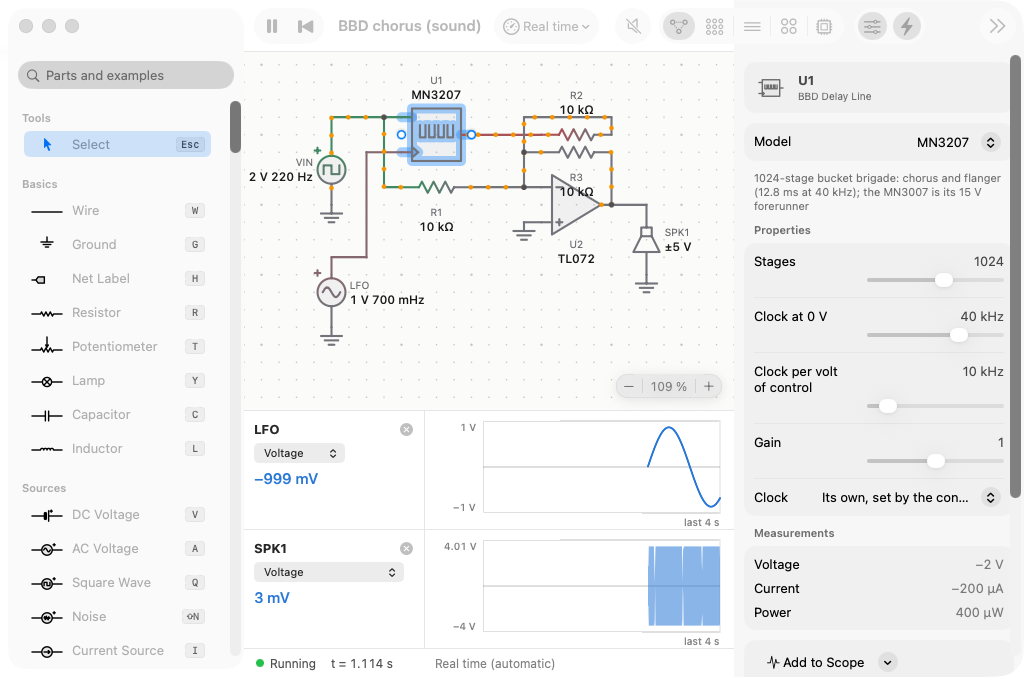 BBD chorus (sound)
Real time
Parts and examples
Tools
Select Esc
Basics
Wire W
Ground G
Net Label H
Resistor R
Potentiometer T
Lamp Y
Capacitor C
Inductor L
Sources
DC Voltage V
AC Voltage A
Square Wave Q
Noise ⌥N
Current Source I
U1
MN3207
R2
10 kΩ
VIN
2 V 220 Hz
R3
10 kΩ
R1
10 kΩ
U2
TL072
SPK1
±5 V
LFO
1 V 700 mHz
− 109 % +
LFO
Voltage
−999 mV
1 V
−1 V
last 4 s
SPK1
Voltage
3 mV
4.01 V
−4 V
last 4 s
Running t = 1.114 s Real time (automatic)
U1
BBD Delay Line
Model MN3207
1024-stage bucket brigade: chorus and flanger
(12.8 ms at 40 kHz); the MN3007 is its 15 V
forerunner
Properties
Stages 1024
Clock at 0 V 40 kHz
Clock per volt
of control 10 kHz
Gain 1
Clock Its own, set by the con...
Measurements
Voltage −2 V
Current −200 µA
Power 400 µW
Add to Scope